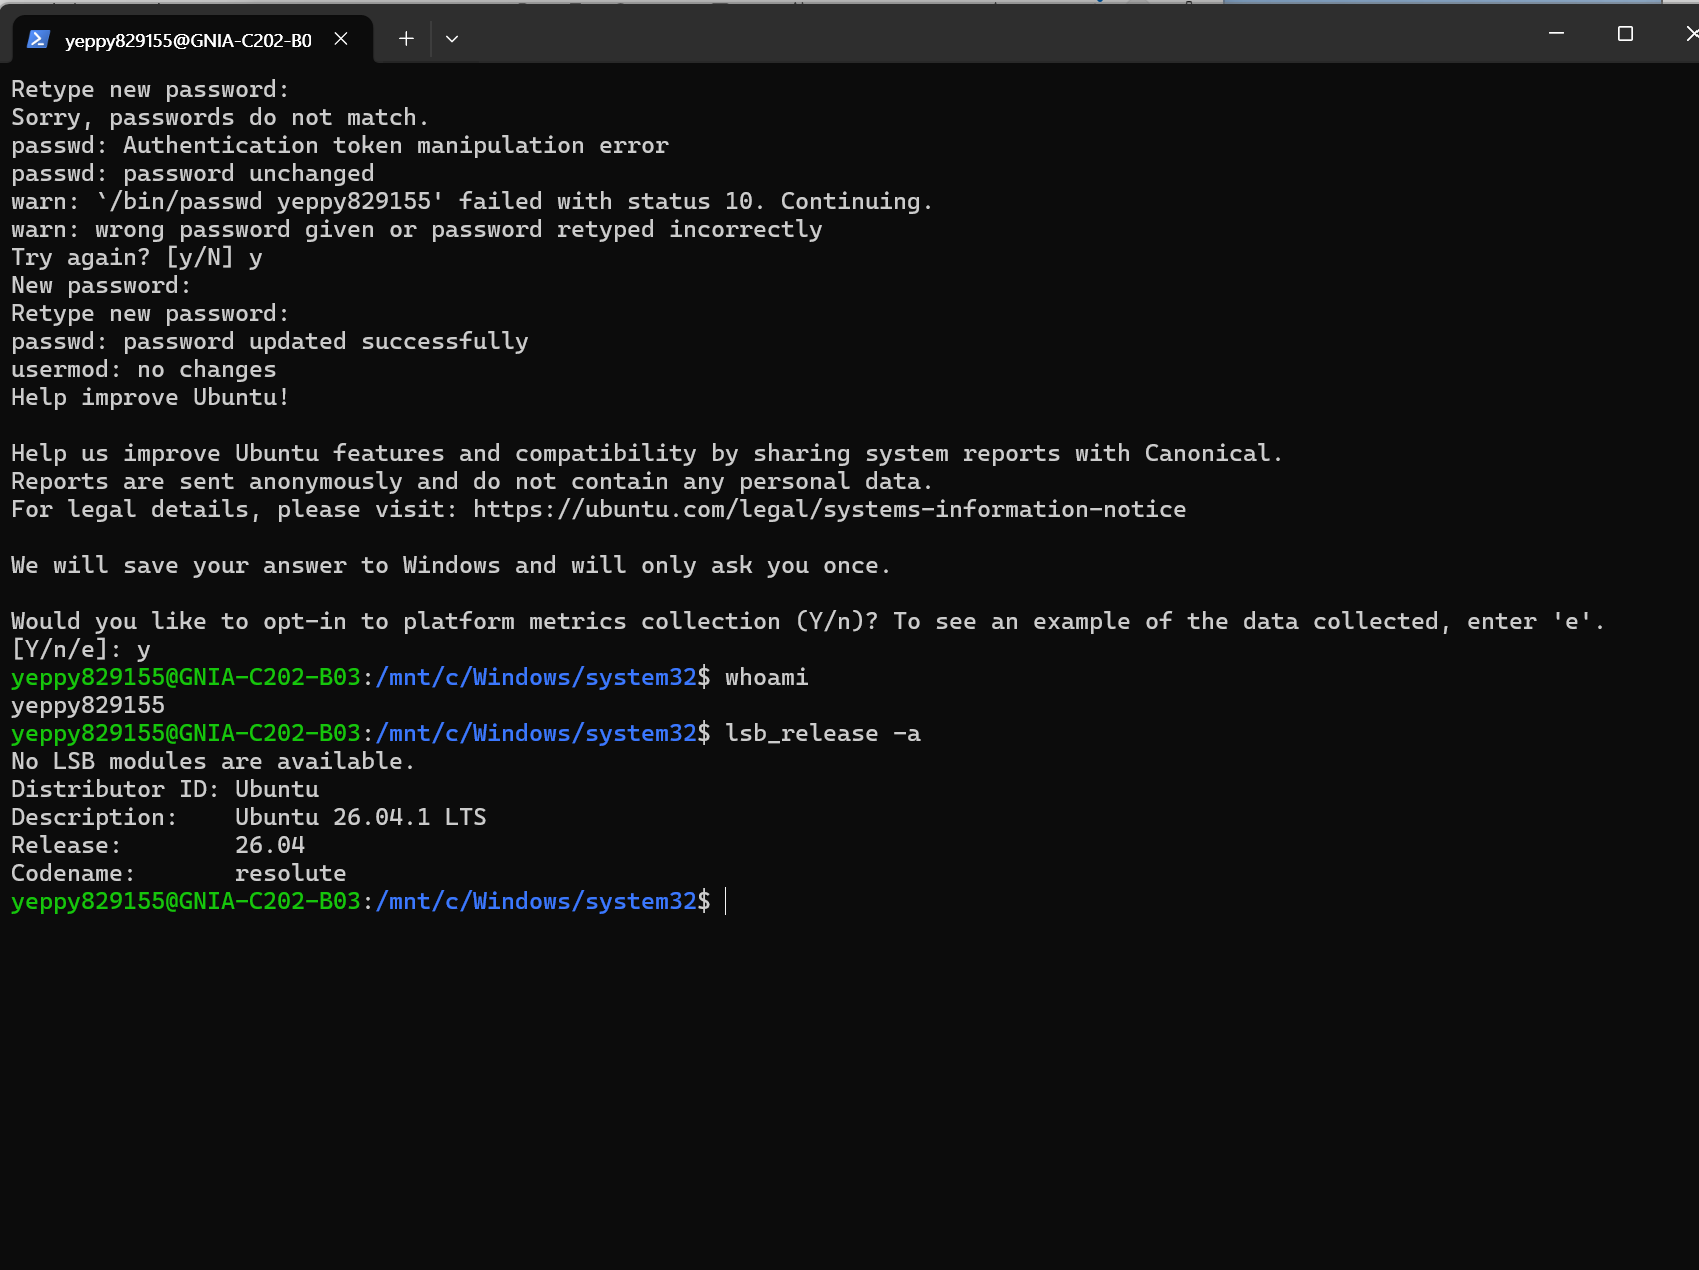 yeppy829155@GNIA-C202-B0
Retype new password:
Sorry, passwords do not match.
passwd: Authentication token manipulation error
passwd: password unchanged
warn: `/bin/passwd yeppy829155' failed with status 10. Continuing.
warn: wrong password given or password retyped incorrectly
Try again? [y/N] y
New password:
Retype new password:
passwd: password updated successfully
usermod: no changes
Help improve Ubuntu!
Help us improve Ubuntu features and compatibility by sharing system reports with Canonical.
Reports are sent anonymously and do not contain any personal data.
For legal details, please visit: https://ubuntu.com/legal/systems-information-notice
We will save your answer to Windows and will only ask you once.
Would you like to opt-in to platform metrics collection (Y/n)? To see an example of the data collected, enter 'e'.
[Y/n/e]: y
yeppy829155@GNIA-C202-B03:/mnt/c/Windows/system32$ whoami
yeppy829155
yeppy829155@GNIA-C202-B03:/mnt/c/Windows/system32$ lsb_release -a
No LSB modules are available.
Distributor ID: Ubuntu
Description:    Ubuntu 26.04.1 LTS
Release:        26.04
Codename:       resolute
yeppy829155@GNIA-C202-B03:/mnt/c/Windows/system32$